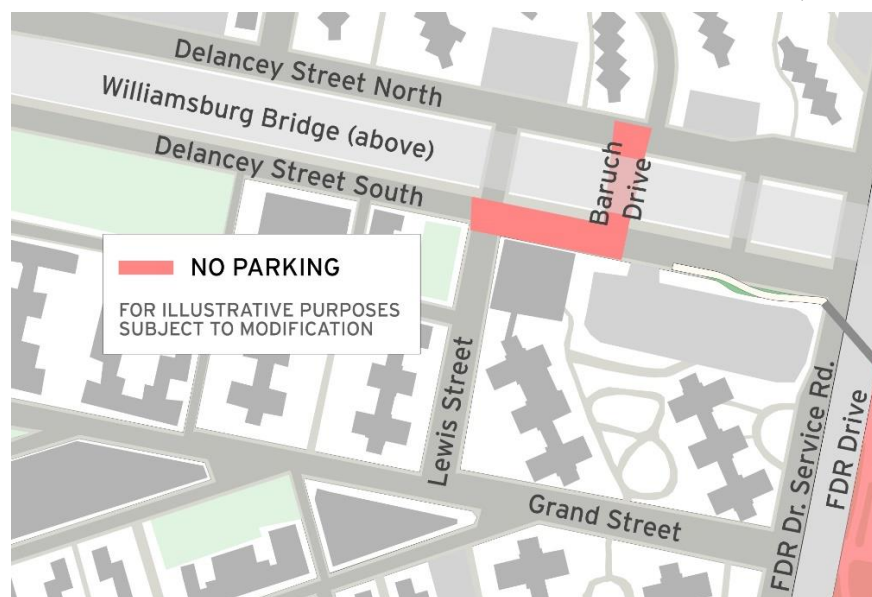 Delancey Street North
Williamsburg Bridge (above)
Delancey Street South
Baruch
Drive
NO PARKING
FOR ILLUSTRATIVE PURPOSES
SUBJECT TO MODIFICATION
Lewis Street
Grand Street
FDR Dr. Service Rd.
FDR Drive